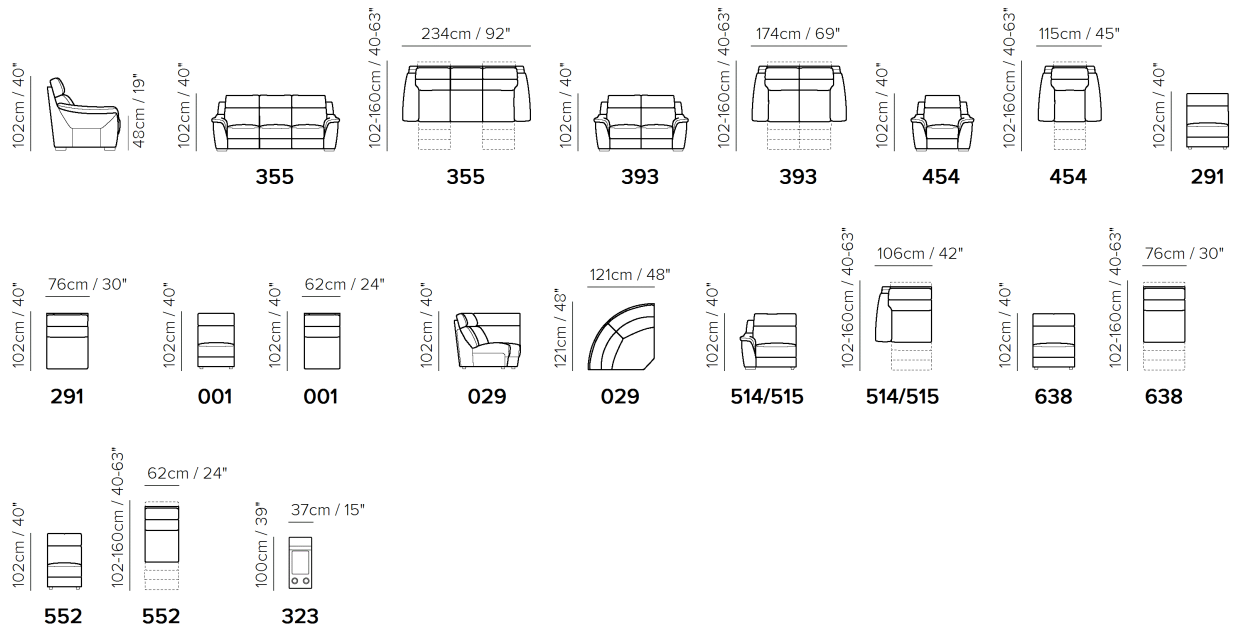 102cm / 40"
48cm / 19"
102cm / 40"
355
102-160cm / 40-63"
234cm / 92"
355
102cm / 40"
393
102-160cm / 40-63"
174cm / 69"
393
102cm / 40"
454
102-160cm / 40-63"
115cm / 45"
454
102cm / 40"
291
102cm / 40"
76cm / 30"
291
102cm / 40"
001
102cm / 40"
62cm / 24"
001
102cm / 40"
029
121cm / 48"
121cm / 48"
029
102cm / 40"
514/515
102-160cm / 40-63"
106cm / 42"
514/515
102cm / 40"
638
102-160cm / 40-63"
76cm / 30"
638
102cm / 40"
552
102-160cm / 40-63"
62cm / 24"
552
100cm / 39"
37cm / 15"
323